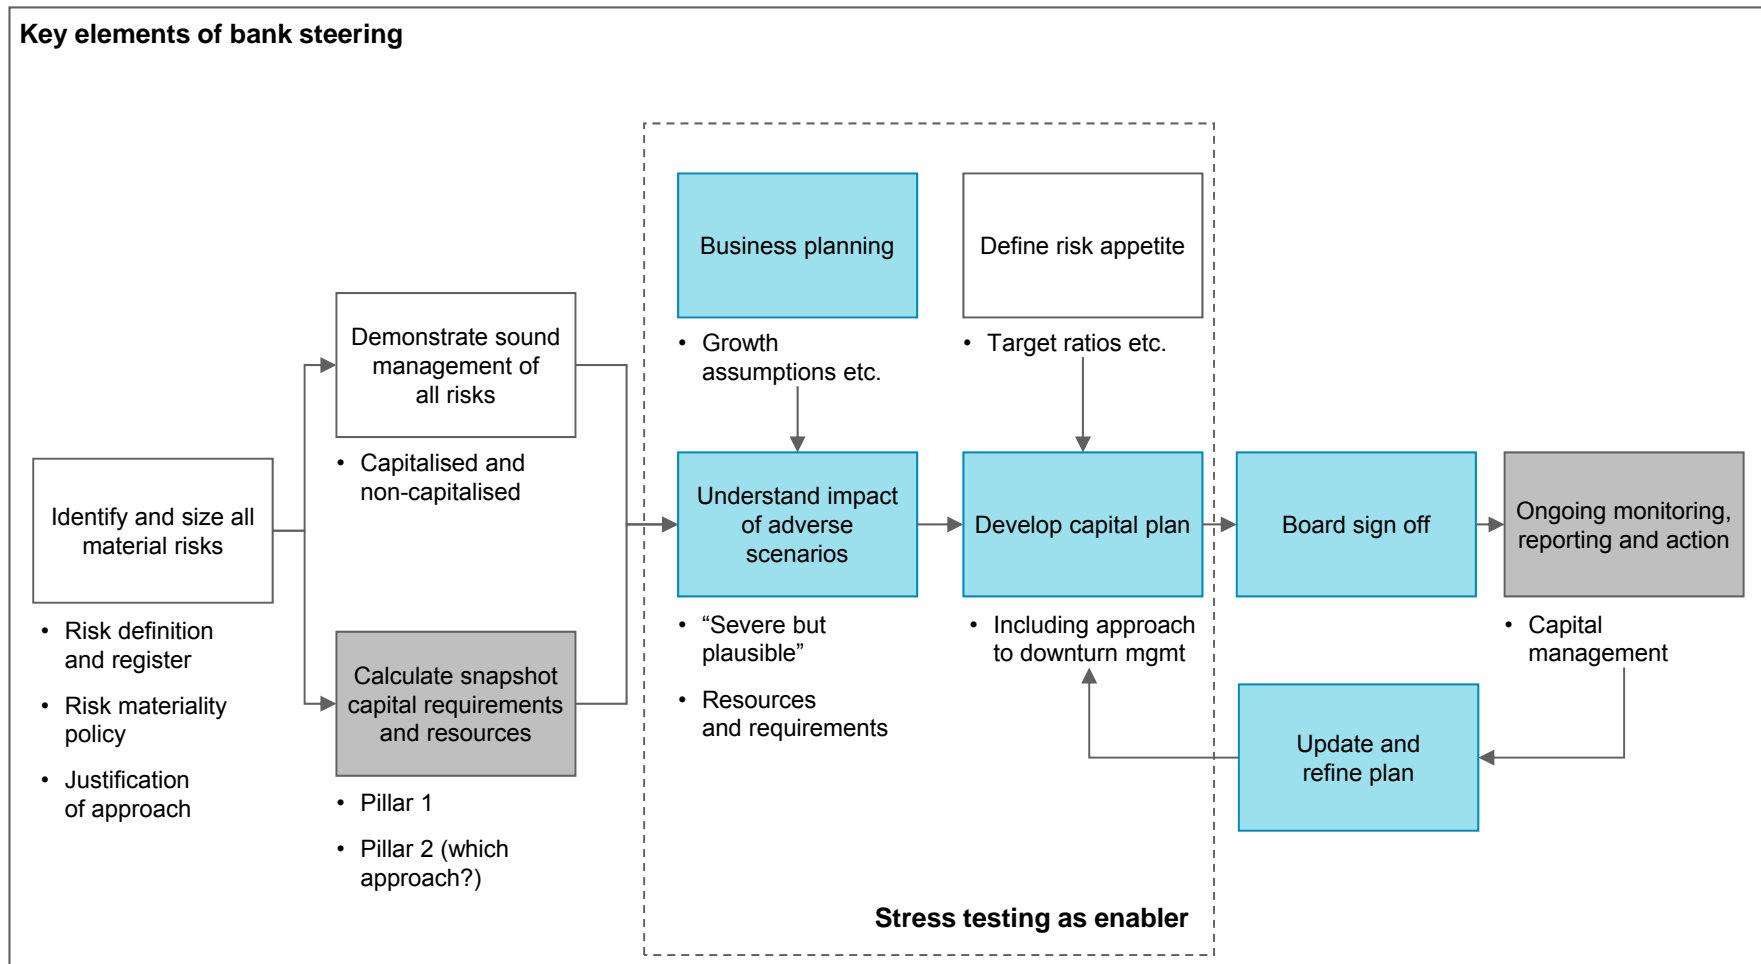 Key elements of bank steering
Identify and size all
material risks
• Risk definition
and register
• Risk materiality
policy
• Justification
of approach
Demonstrate sound
management of
all risks
• Capitalised and
non-capitalised
Calculate snapshot
capital requirements
and resources
• Pillar 1
• Pillar 2 (which
approach?)
Business planning
• Growth
assumptions etc.
Understand impact
of adverse
scenarios
• “Severe but
plausible”
• Resources
and requirements
Define risk appetite
• Target ratios etc.
Develop capital plan
• Including approach
to downturn mgmt
Stress testing as enabler
Board sign off
Ongoing monitoring,
reporting and action
• Capital
management
Update and
refine plan